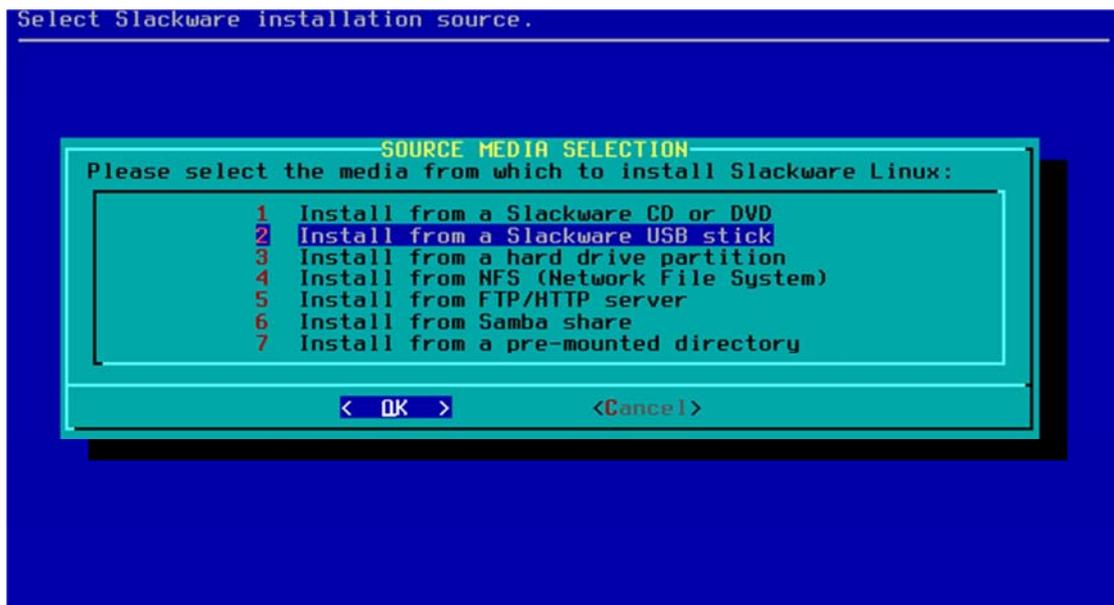 Select Slackware installation source.
SOURCE MEDIA SELECTION
Please select the media from which to install Slackware Linux:
1 Install from a Slackware CD or DVD
2 Install from a Slackware USB stick
3 Install from a hard drive partition
4 Install from NFS (Network File System)
5 Install from FTP/HTTP server
6 Install from Samba share
7 Install from a pre-mounted directory
< OK > <Cancel>